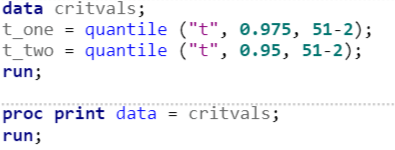 data critvals;
t_one = quantile ("t", 0.975, 51-2);
t_two = quantile ("t", 0.95, 51-2);
run;
proc print data = critvals;
run;